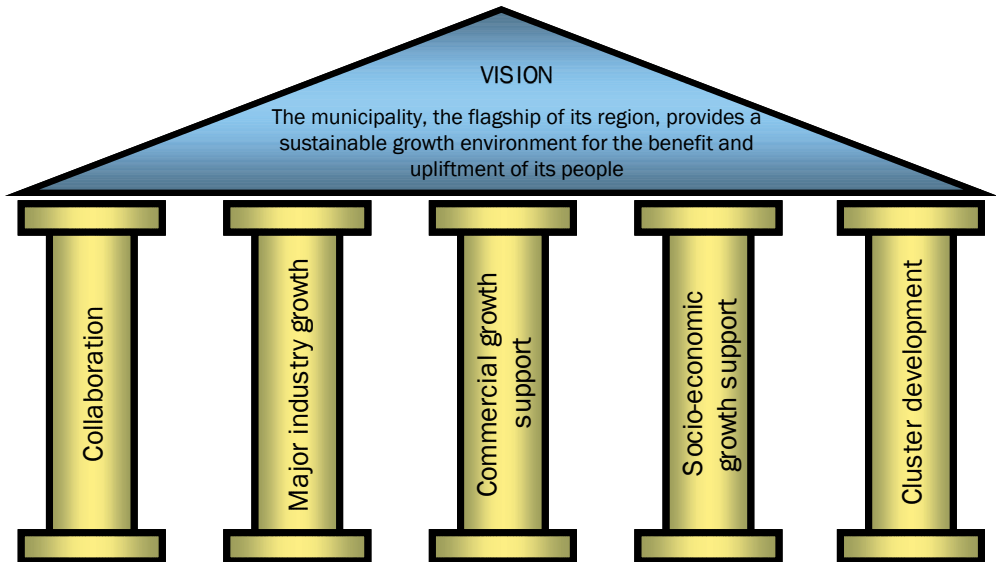 VISION
The municipality, the flagship of its region, provides a
sustainable growth environment for the benefit and
upliftment of its people
Collaboration
Major industry growth
Commercial growth
support
Socio-economic
growth support
Cluster development